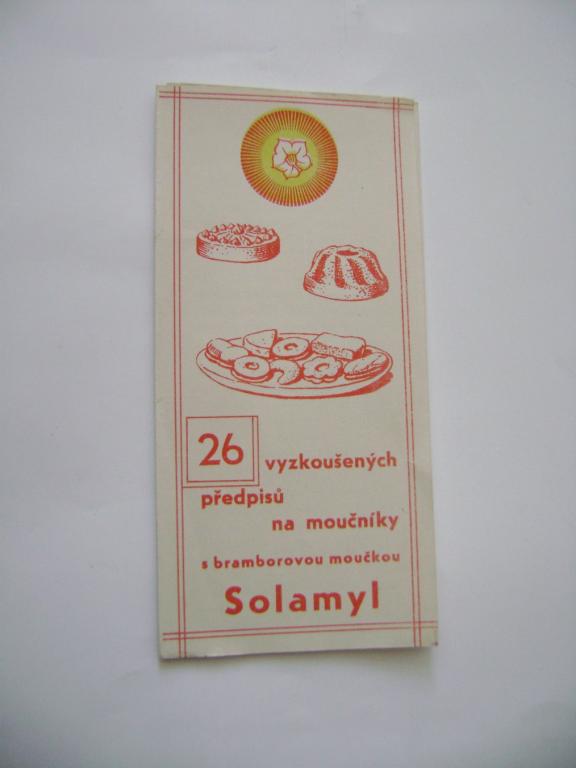 26 vyzkoušených
předpisů
na moučníky
s bramborovou moučkou
Solamyl